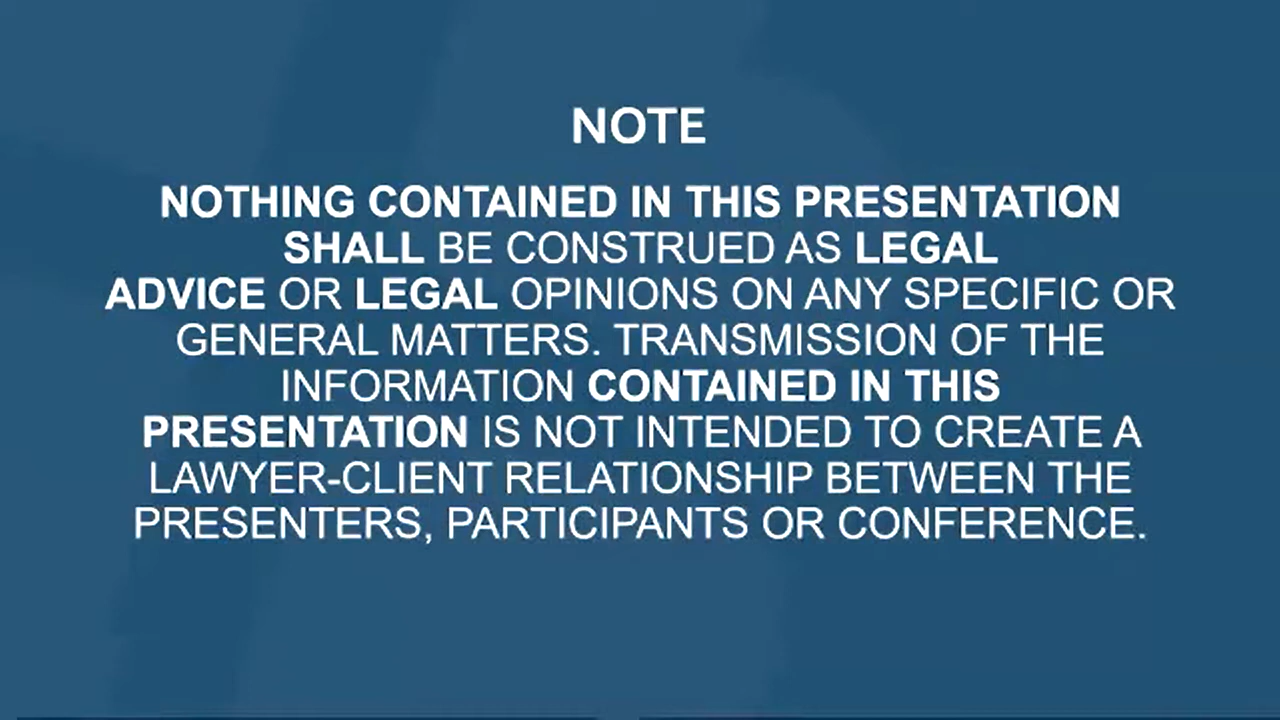 NOTE
NOTHING CONTAINED IN THIS PRESENTATION
SHALL BE CONSTRUED AS LEGAL
ADVICE OR LEGAL OPINIONS ON ANY SPECIFIC OR
GENERAL MATTERS. TRANSMISSION OF THE
INFORMATION CONTAINED IN THIS
PRESENTATION IS NOT INTENDED TO CREATE A
LAWYER-CLIENT RELATIONSHIP BETWEEN THE
PRESENTERS, PARTICIPANTS OR CONFERENCE.